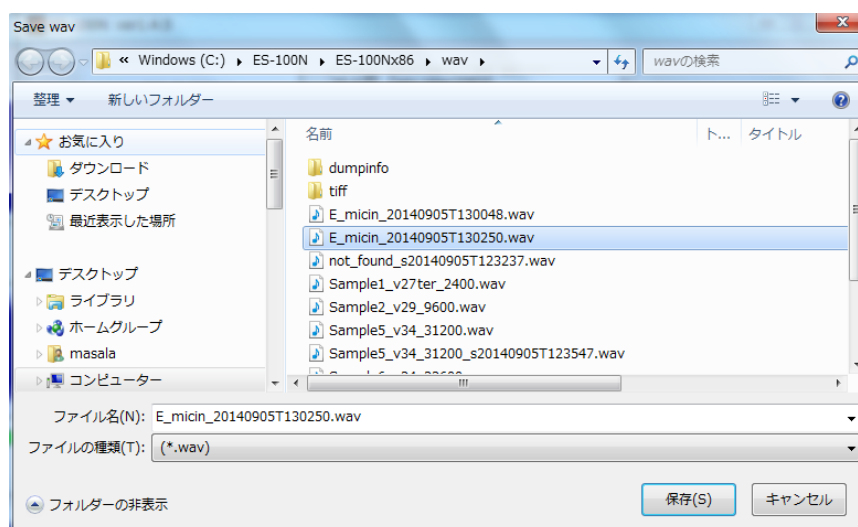 Save wav
« Windows (C:) ▸ ES-100N ▸ ES-100Nx86 ▸ wav ▸ wavの検索
整理 ▼ 新しいフォルダー
お気に入り
ダウンロード
デスクトップ
最近表示した場所
デスクトップ
ライブラリ
ホームグループ
masala
コンピューター
名前 ト... タイトル
dumpinfo
tiff
E_micin_20140905T130048.wav
E_micin_20140905T130250.wav
not_found_s20140905T123237.wav
Sample1_v27ter_2400.wav
Sample2_v29_9600.wav
Sample5_v34_31200.wav
Sample5_v34_31200_s20140905T123547.wav
ファイル名(N): E_micin_20140905T130250.wav
ファイルの種類(T): (*.wav)
フォルダーの非表示 保存(S) キャンセル